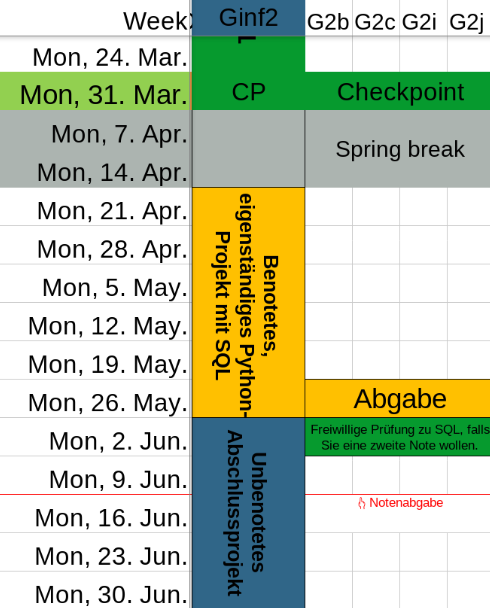 Week Ginf2 G2b G2c G2i G2j
Mon, 24. Mar.
Mon, 31. Mar. CP Checkpoint
Mon, 7. Apr.
Spring break
Mon, 14. Apr.
Mon, 21. Apr.
Mon, 28. Apr.
Mon, 5. May.
Mon, 12. May.
Mon, 19. May.
Benotetes,
eigenständiges Python-
Projekt mit SQL
Mon, 26. May. Abgabe
Mon, 2. Jun.
Freiwillige Prüfung zu SQL, falls
Sie eine zweite Note wollen.
Mon, 9. Jun.
👆 Notenabgabe
Mon, 16. Jun.
Mon, 23. Jun.
Mon, 30. Jun.
Unbenotetes
Abschlussprojekt